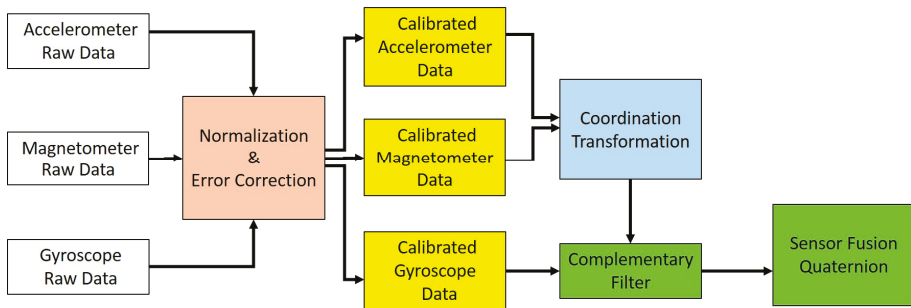 Accelerometer
Raw Data
Magnetometer
Raw Data
Gyroscope
Raw Data
Normalization
&
Error Correction
Calibrated
Accelerometer
Data
Calibrated
Magnetometer
Data
Calibrated
Gyroscope
Data
Coordination
Transformation
Complementary
Filter
Sensor Fusion
Quaternion